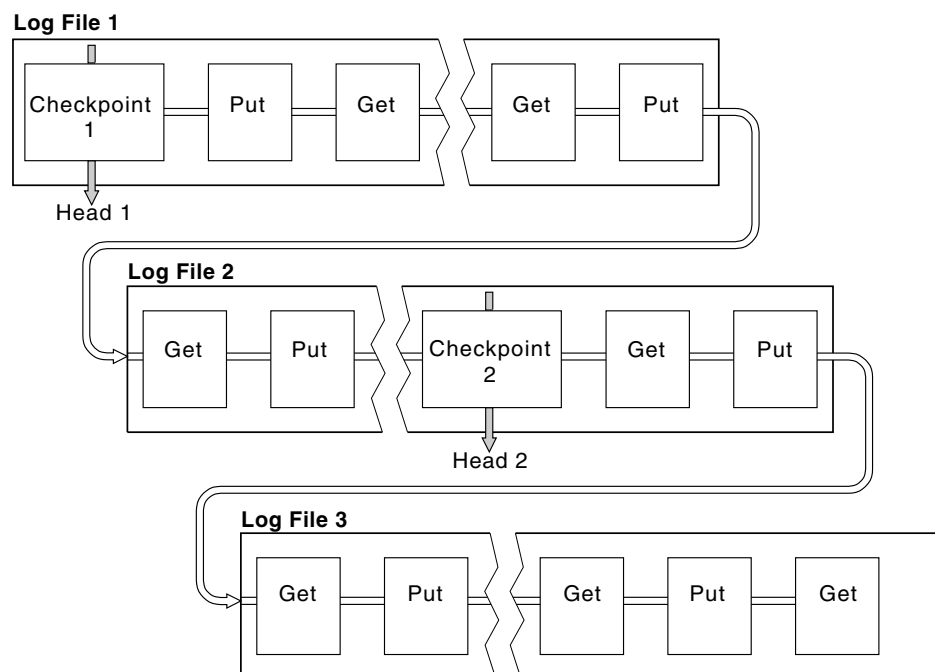 Log File 1
Checkpoint
1
Put
Get
Get
Put
Head 1
Log File 2
Get
Put
Checkpoint
2
Get
Put
Head 2
Log File 3
Get
Put
Get
Put
Get